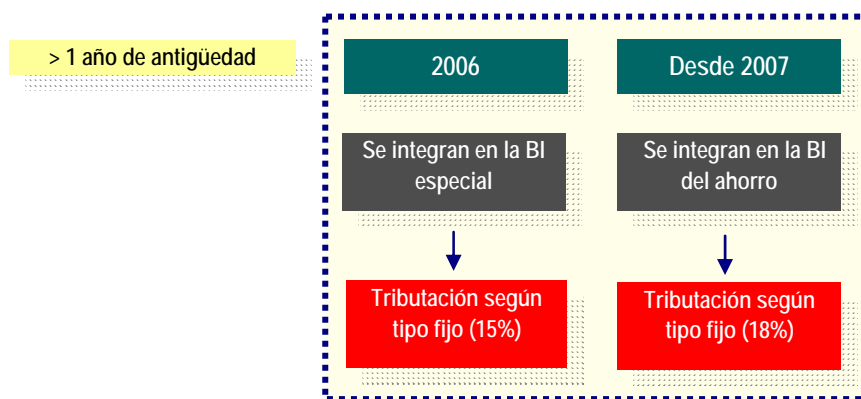 > 1 año de antigüedad
2006
Desde 2007
Se integran en la BI
especial
Se integran en la BI
del ahorro
Tributación según
tipo fijo (15%)
Tributación según
tipo fijo (18%)